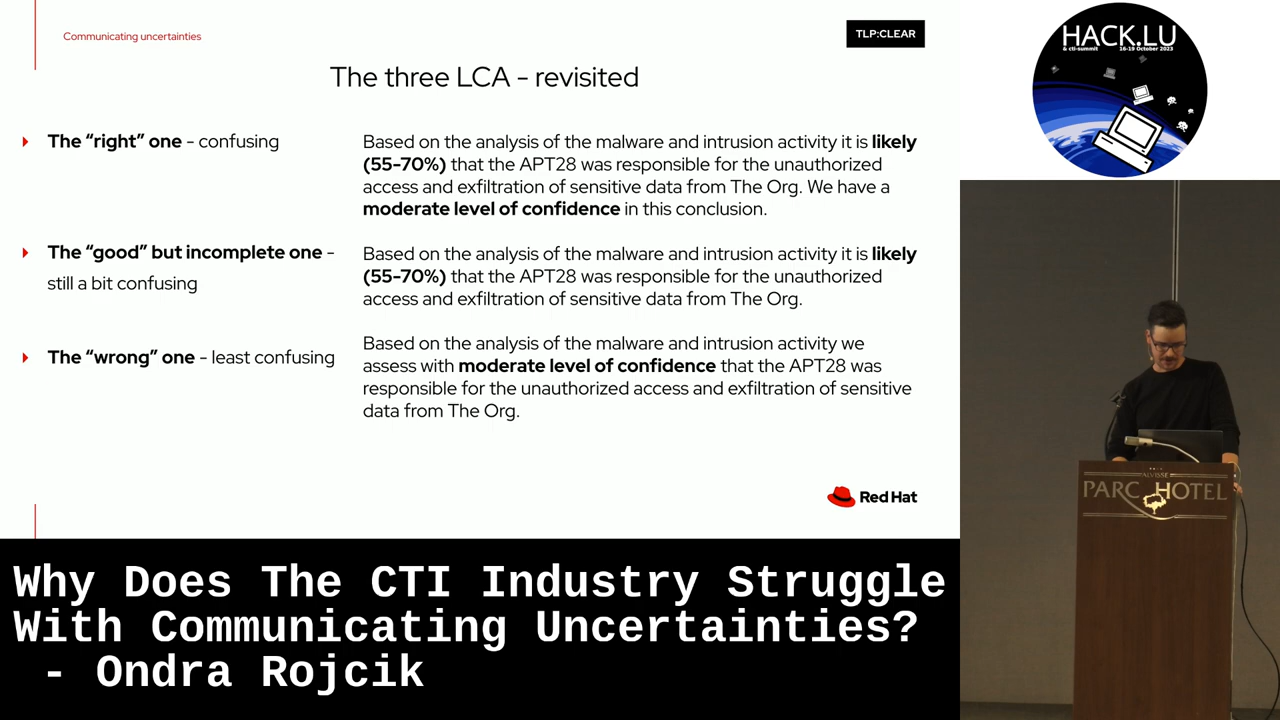 Communicating uncertainties
TLP:CLEAR
The three LCA - revisited
The “right” one - confusing
Based on the analysis of the malware and intrusion activity it is likely
(55-70%) that the APT28 was responsible for the unauthorized
access and exfiltration of sensitive data from The Org. We have a
moderate level of confidence in this conclusion.
The “good” but incomplete one -
still a bit confusing
Based on the analysis of the malware and intrusion activity it is likely
(55-70%) that the APT28 was responsible for the unauthorized
access and exfiltration of sensitive data from The Org.
The “wrong” one - least confusing
Based on the analysis of the malware and intrusion activity we
assess with moderate level of confidence that the APT28 was
responsible for the unauthorized access and exfiltration of sensitive
data from The Org.
Red Hat
HACK.LU
& cti-summit 16-19 October 2023
ALVISSE
PARC HOTEL
Why Does The CTI Industry Struggle
With Communicating Uncertainties?
- Ondra Rojcik